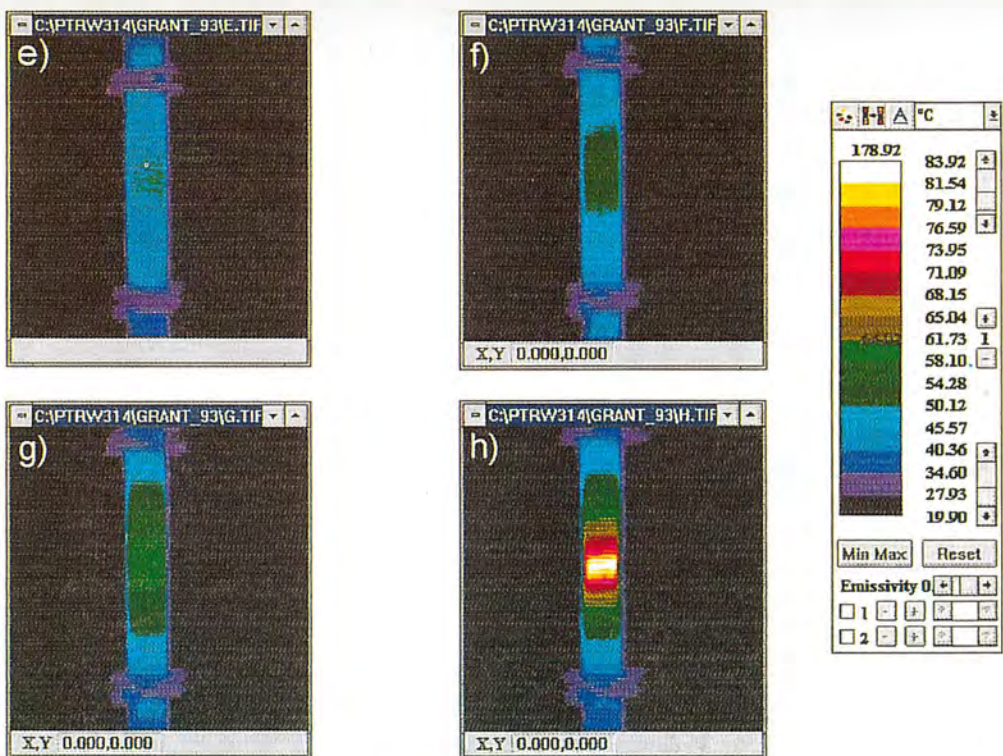 C:\PTRW314\GRANT_93\E.TIF
e)
C:\PTRW314\GRANT_93\F.TIF
f)
X,Y 0.000,0.000
°C
178.92
83.92
81.54
79.12
76.59
73.95
71.09
68.15
65.04
61.73 1
58.10
54.28
50.12
45.57
40.36
34.60
27.93
19.90
Min Max Reset
Emissivity 0.
1 - +
2 - +
C:\PTRW314\GRANT_93\G.TIF
g)
X,Y 0.000,0.000
C:\PTRW314\GRANT_93\H.TIF
h)
X,Y 0.000,0.000